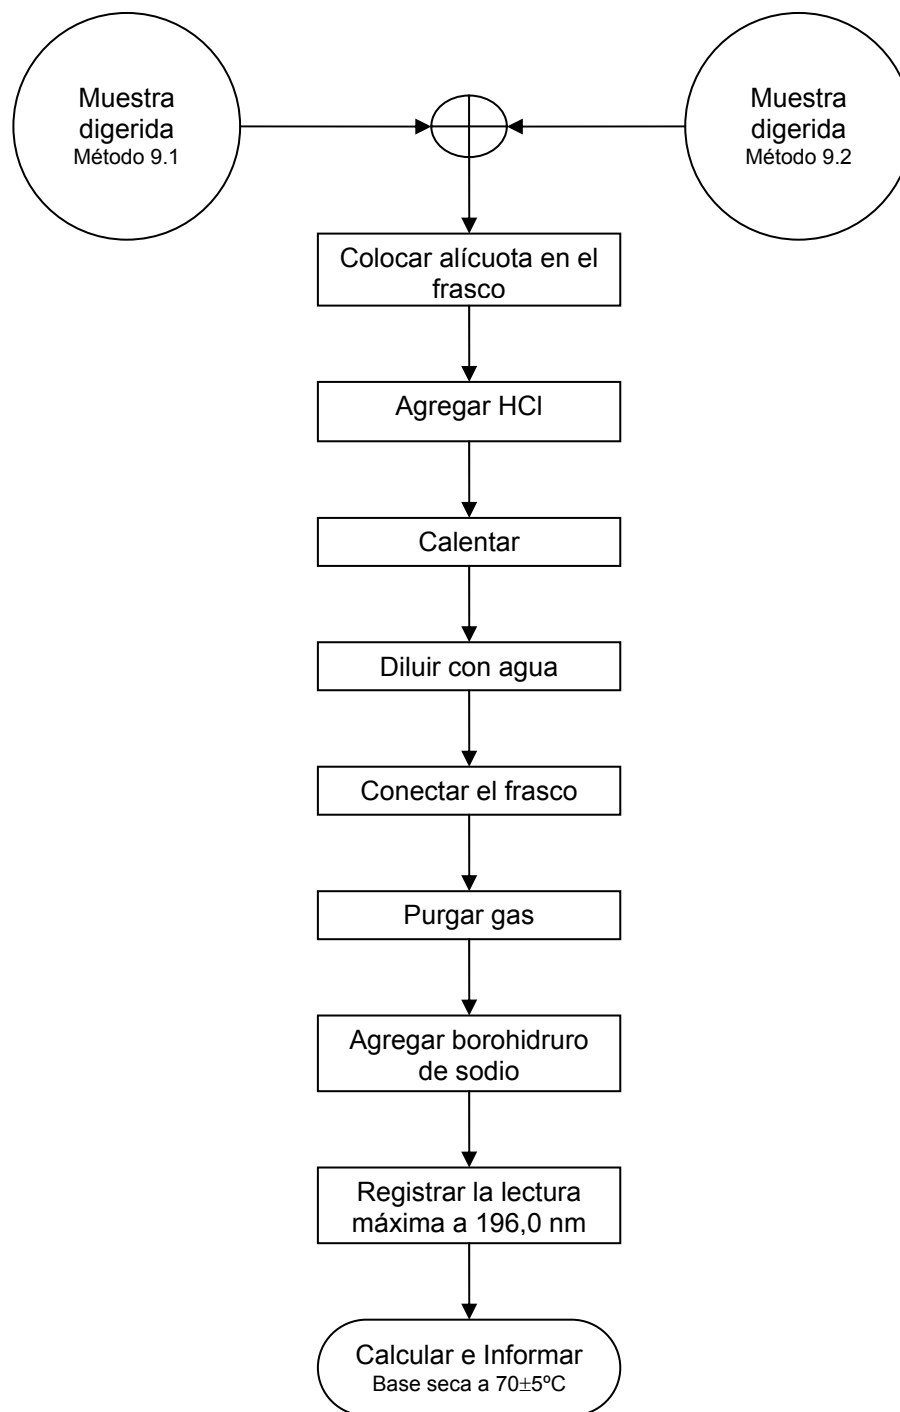 Muestra
digerida
Método 9.1
Muestra
digerida
Método 9.2
Colocar alícuota en el
frasco
Agregar HCl
Calentar
Diluir con agua
Conectar el frasco
Purgar gas
Agregar borohidruro
de sodio
Registrar la lectura
máxima a 196,0 nm
Calcular e Informar
Base seca a 70±5ºC